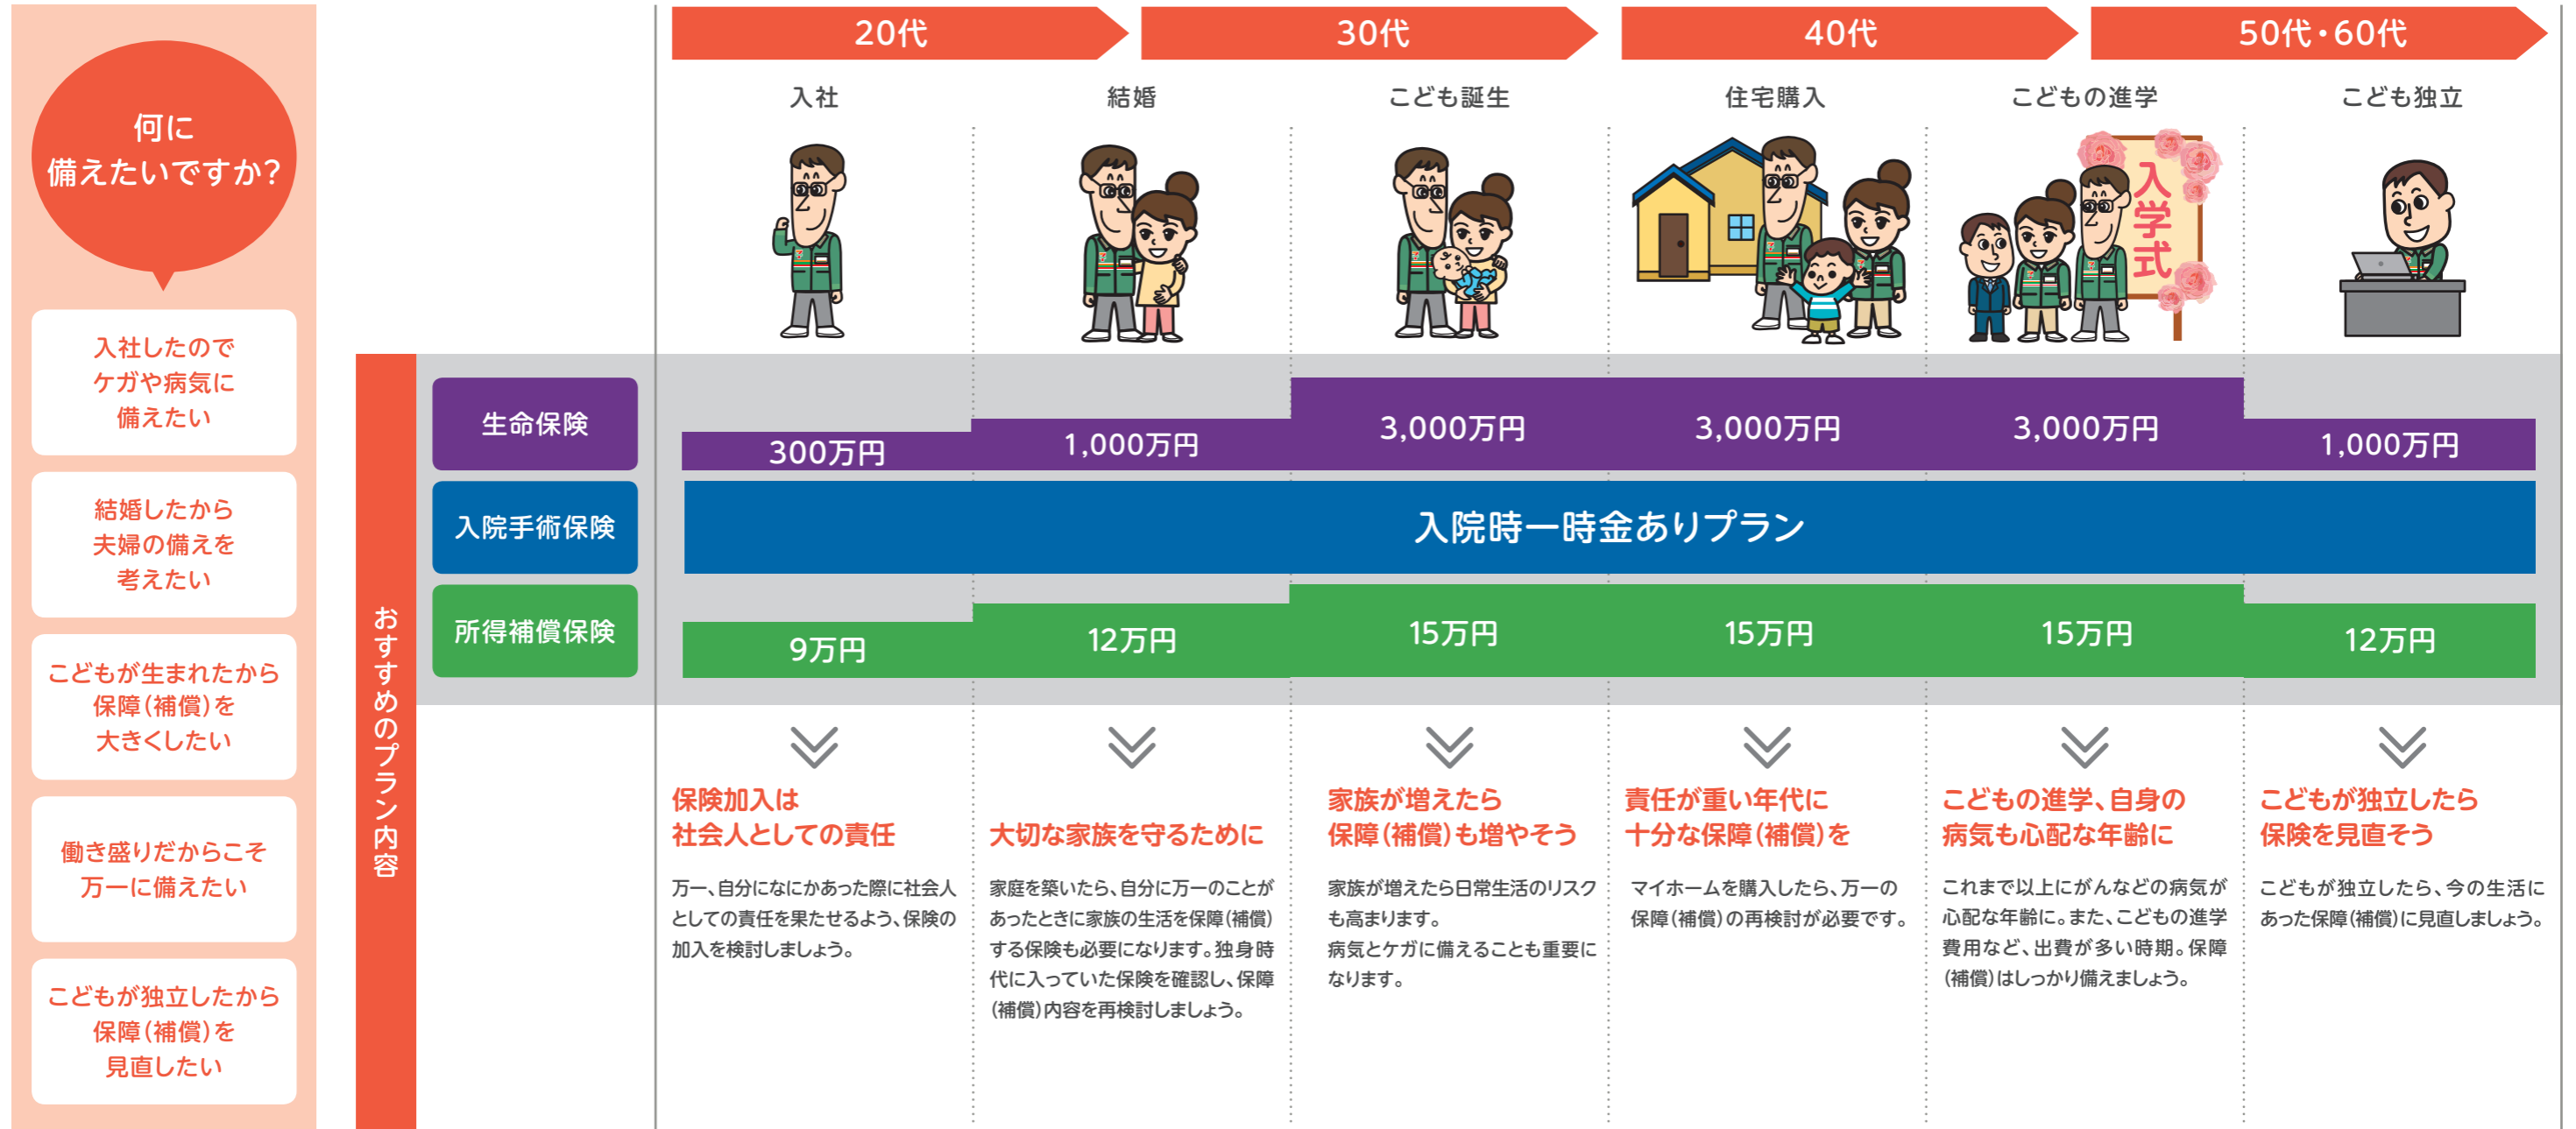 何に
備えたいですか?
入社したので
ケガや病気に
備えたい
結婚したから
夫婦の備えを
考えたい
こどもが生まれたから
保障(補償)を
大きくしたい
働き盛りだからこそ
万一に備えたい
こどもが独立したから
保障(補償)を
見直したい
20代
30代
40代
50代・60代
入社
結婚
こども誕生
住宅購入
こどもの進学
こども独立
入学式
おすすめのプラン内容
生命保険
300万円
1,000万円
3,000万円
3,000万円
3,000万円
1,000万円
入院手術保険
入院時一時金ありプラン
所得補償保険
9万円
12万円
15万円
15万円
15万円
12万円
保険加入は
社会人としての責任
万一、自分になにかあった際に社会人
としての責任を果たせるよう、保険の
加入を検討しましょう。
大切な家族を守るために
家庭を築いたら、自分に万一のことが
あったときに家族の生活を保障(補償)
する保険も必要になります。独身時
代に入っていた保険を確認し、保障
(補償)内容を再検討しましょう。
家族が増えたら
保障(補償)も増やそう
家族が増えたら日常生活のリスク
も高まります。
病気とケガに備えることも重要に
なります。
責任が重い年代に
十分な保障(補償)を
マイホームを購入したら、万一の
保障(補償)の再検討が必要です。
こどもの進学、自身の
病気も心配な年齢に
これまで以上にがんなどの病気が
心配な年齢に。また、こどもの進学
費用など、出費が多い時期。保障
(補償)はしっかり備えましょう。
こどもが独立したら
保険を見直そう
こどもが独立したら、今の生活に
あった保障(補償)に見直しましょう。